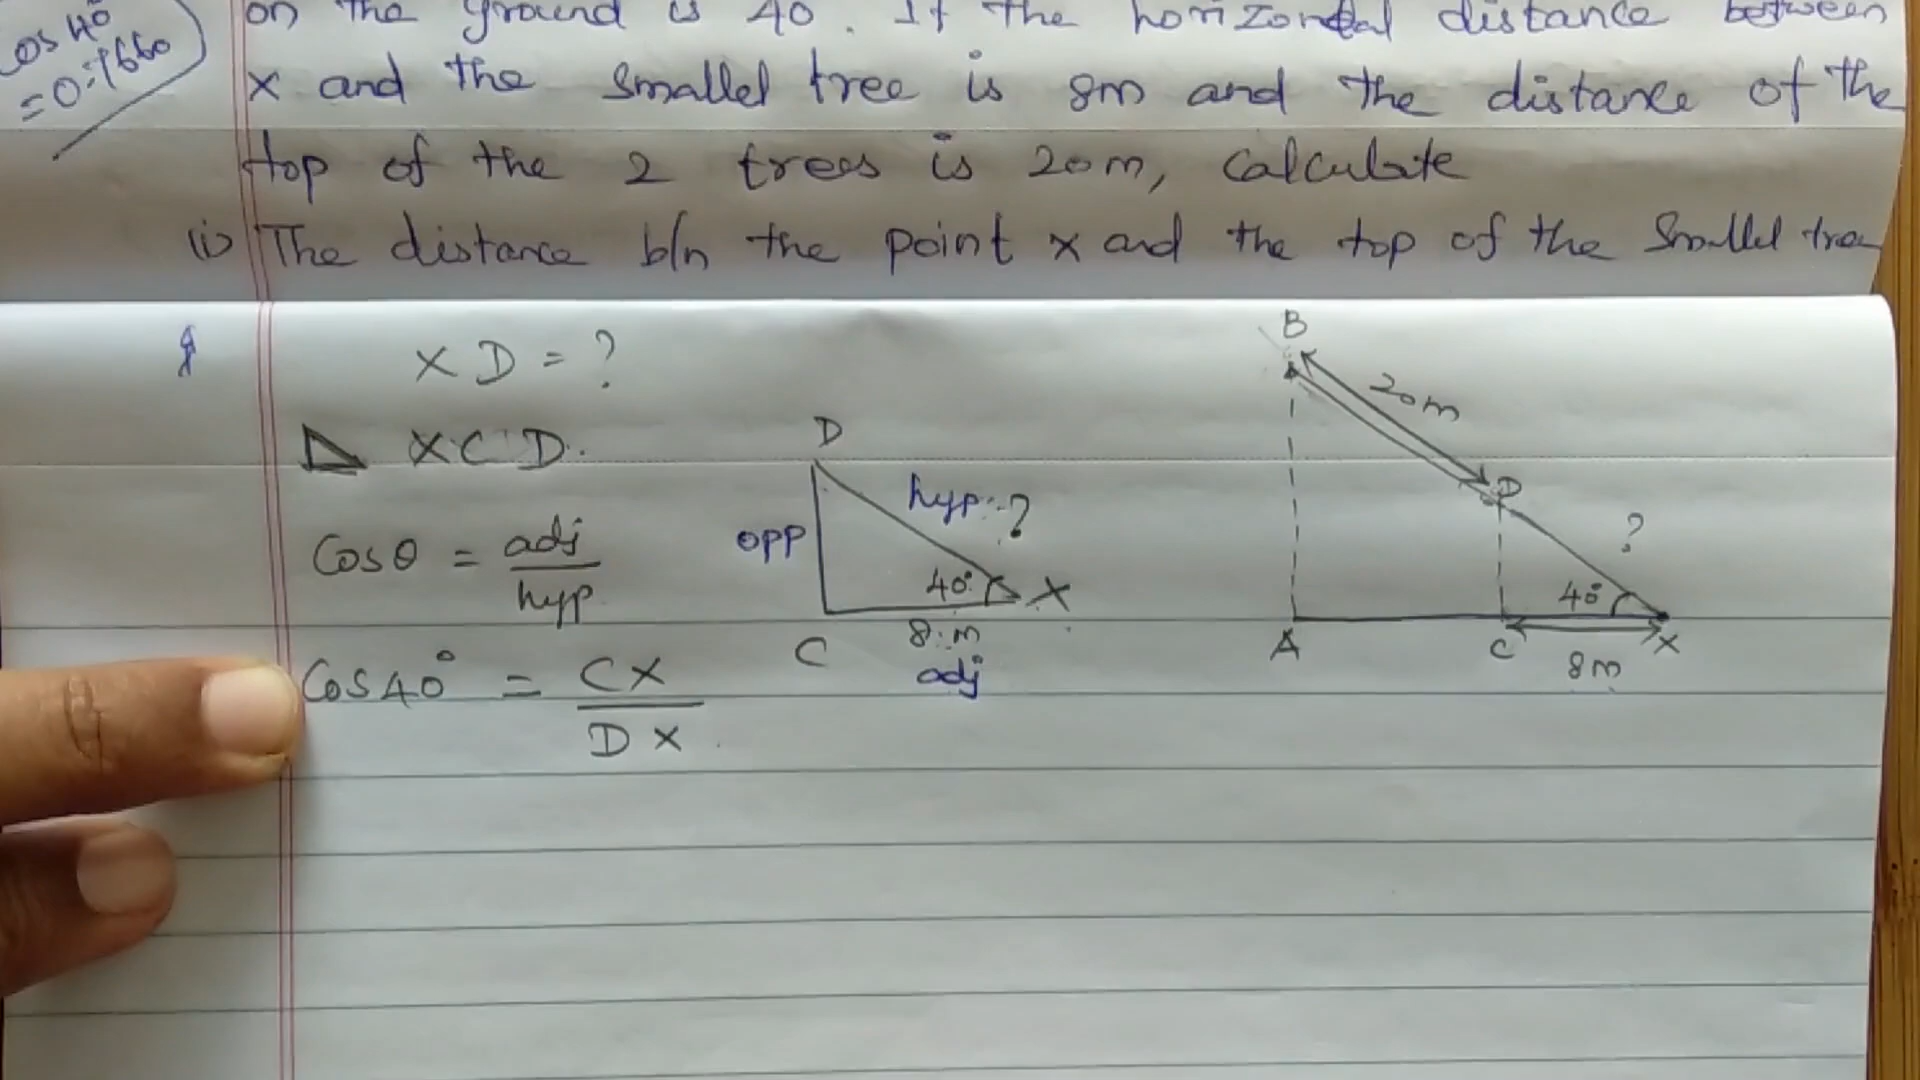 cos 40°
= 0.7660
on the ground is 40°. If the horizontal distance between
x and the smaller tree is 8m and the distance of the
top of the 2 trees is 20m, calculate
(i) The distance b/n the point x and the top of the smaller tree
XD = ?
XCD.
Cosθ = adj
hyp
Cos40° = CX
DX
D
hyp ?
opp
40°
X
C
8.m
adj
B
20m
D
?
40°
A
C
X
8m